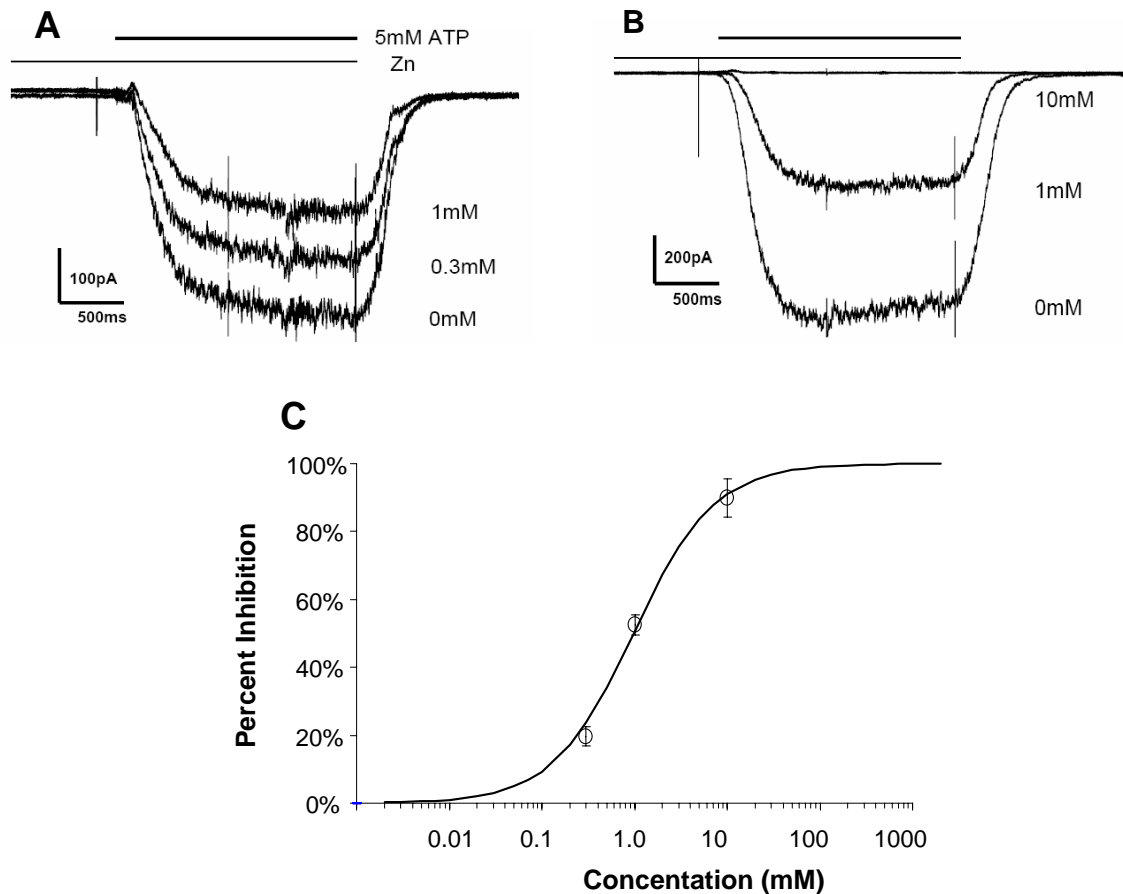 A
5mM ATP
Zn
1mM
0.3mM
0mM
100pA
500ms
B
10mM
1mM
0mM
200pA
500ms
C
100%
80%
60%
40%
20%
0%
Percent Inhibition
0.01 0.1 1.0 10 100 1000
Concentation (mM)